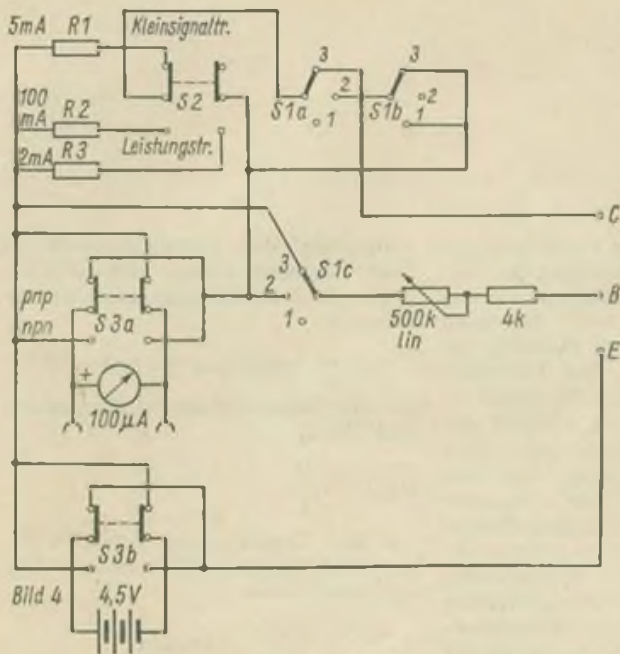 5mA R1 Kleinsignaltr.
S2
100 mA R2
2mA R3 Leistungstr.
3 2 1 S1a
3 2 1 S1b
C
3 2 1 S1c
500k lin
4k
B
E
pnp
npn
S3a
+
100µA
S3b
Bild 4
4,5V